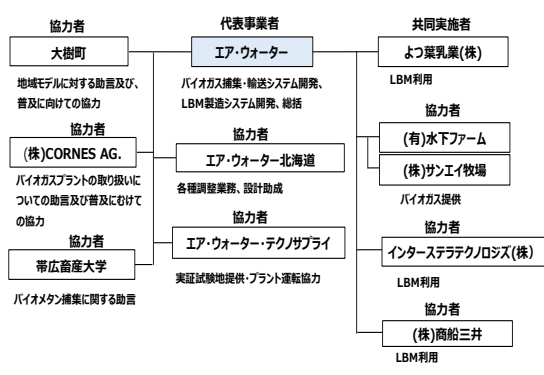 協力者
大樹町
地域モデルに対する助言及び、
普及に向けての協力
協力者
(株)CORNES AG.
バイオガスプラントの取り扱いに
ついての助言及び普及にむけて
の協力
協力者
帯広畜産大学
バイオメタン捕集に関する助言
代表事業者
エア・ウォーター
バイオガス捕集・輸送システム開発、
LBM製造システム開発、総括
協力者
エア・ウォーター北海道
各種調整業務、設計助成
協力者
エア・ウォーター・テクノサプライ
実証試験地提供・プラント運転協力
共同実施者
よつ葉乳業(株)
LBM利用
協力者
(有)水下ファーム
(株)サンエイ牧場
バイオガス提供
協力者
インターステラテクノロジズ(株)
LBM利用
協力者
(株)商船三井
LBM利用